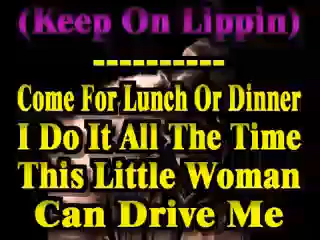 (Keep On Lippin)
----------
Come For Lunch Or Dinner
I Do It All The Time
This Little Woman
Can Drive Me